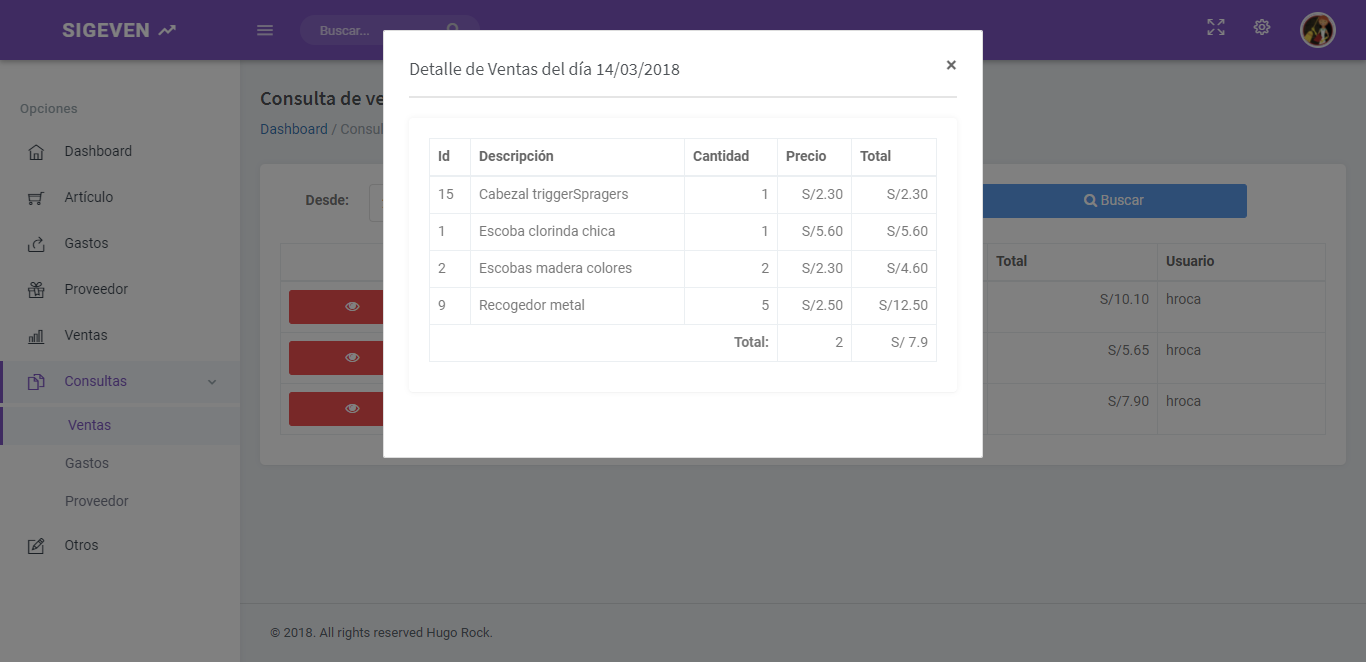 SIGEVEN
Buscar...
Opciones
Dashboard
Artículo
Gastos
Proveedor
Ventas
Consultas
Ventas
Gastos
Proveedor
Otros
Consulta de ve
Dashboard / Consul
Desde:
Buscar
Total Usuario
S/10.10 hroca
S/5.65 hroca
S/7.90 hroca
Detalle de Ventas del día 14/03/2018 ×
Id Descripción Cantidad Precio Total
15 Cabezal triggerSpragers 1 S/2.30 S/2.30
1 Escoba clorinda chica 1 S/5.60 S/5.60
2 Escobas madera colores 2 S/2.30 S/4.60
9 Recogedor metal 5 S/2.50 S/12.50
Total: 2 S/ 7.9
© 2018. All rights reserved Hugo Rock.